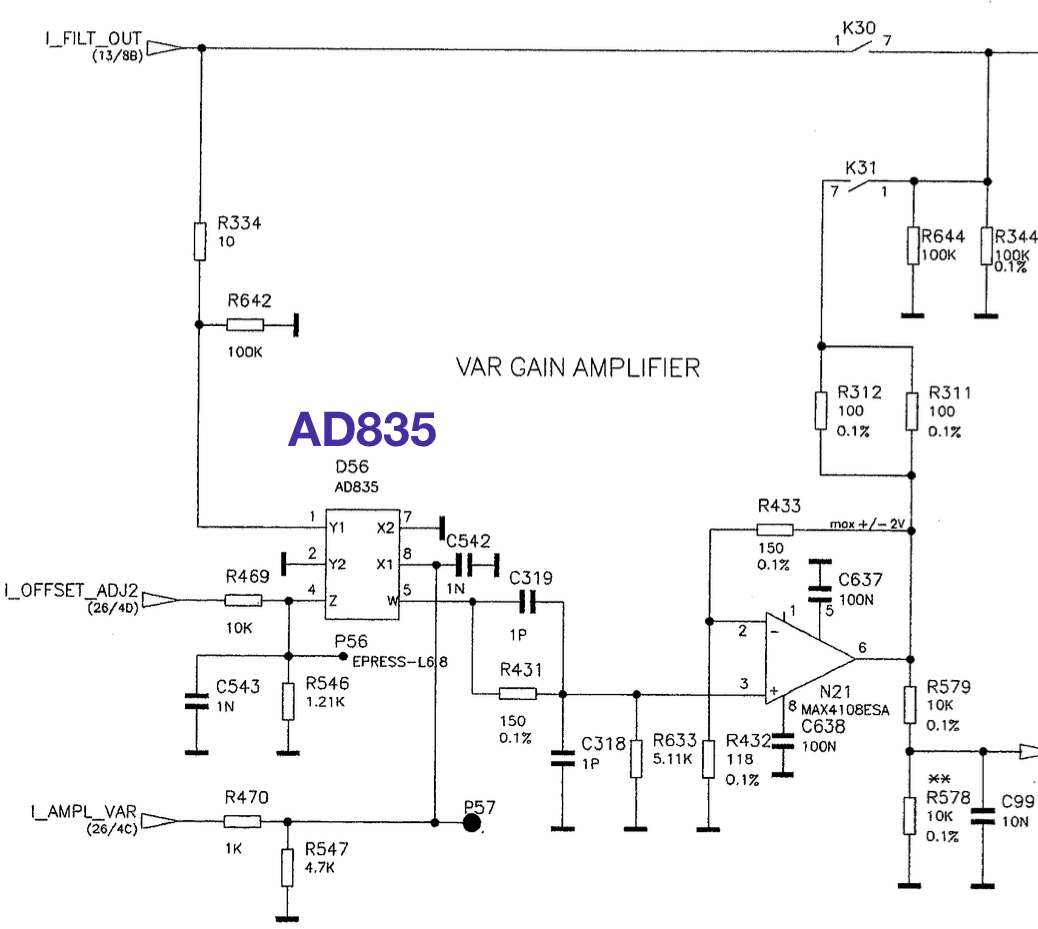 I_FILT_OUT
(13/8B)
1 K30 7
K31
7 1
R334
10
R644
100K
R344
100K
0.1%
R642
100K
VAR GAIN AMPLIFIER
R312
100
0.1%
R311
100
0.1%
AD835
D56
AD835
1 Y1 X2 7
2 Y2 X1 8
4 Z W 5
C542
1N
R433
150
0.1%
max +/- 2V
I_OFFSET_ADJ2
(26/4D)
R469
10K
C319
1P
C637
100N
1
5
2 -
3 +
6
8
N21
MAX4108ESA
P56
EPRESS-L6,8
C543
1N
R546
1.21K
R431
150
0.1%
C318
1P
R633
5.11K
R432
118
0.1%
C638
100N
R579
10K
0.1%
**
R578
10K
0.1%
C99
10N
I_AMPL_VAR
(26/4C)
R470
1K
P57
R547
4.7K